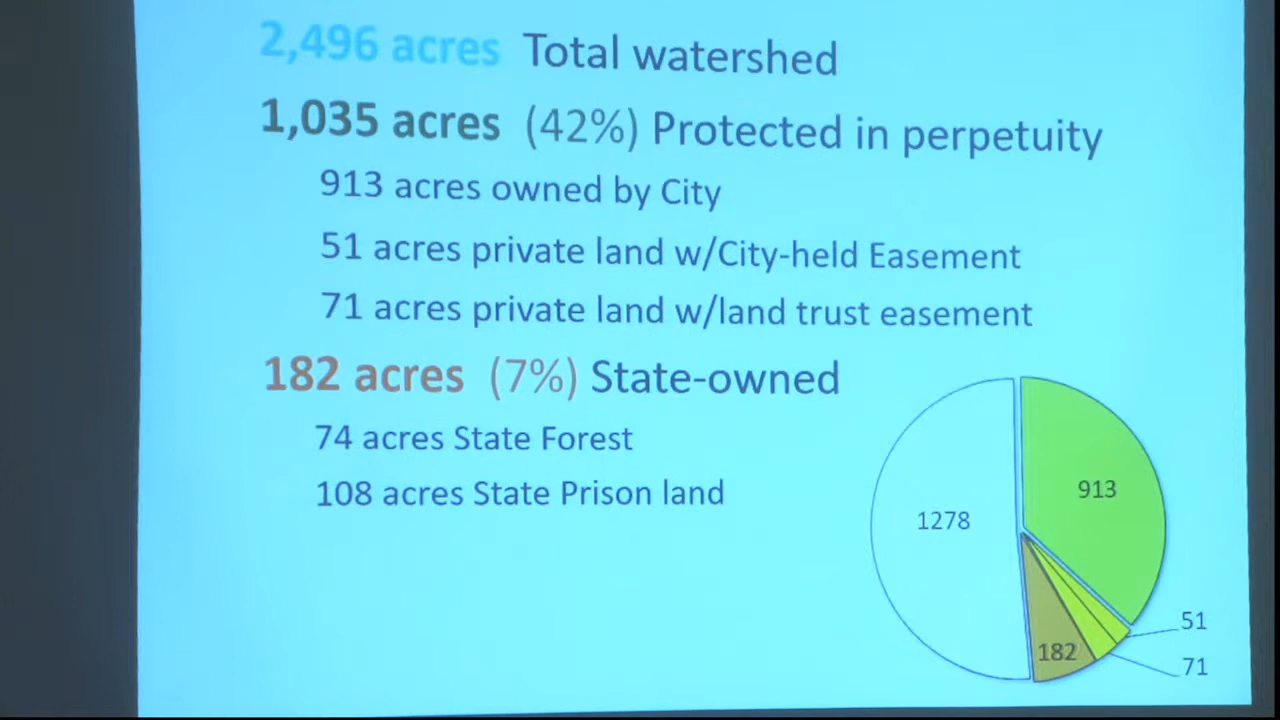 2,496 acres Total watershed
1,035 acres (42%) Protected in perpetuity
913 acres owned by City
51 acres private land w/City-held Easement
71 acres private land w/land trust easement
182 acres (7%) State-owned
74 acres State Forest
108 acres State Prison land
913
1278
51
182
71